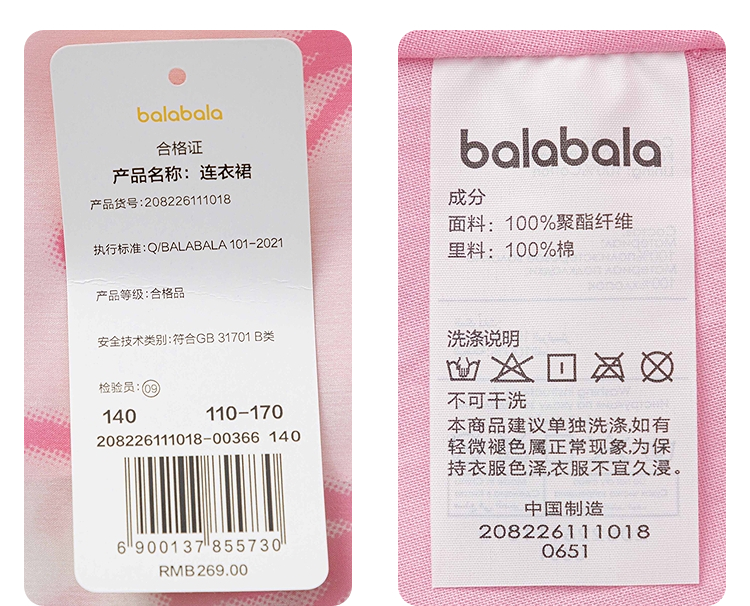 balabala
合格证
产品名称：连衣裙
产品货号:208226111018
执行标准:Q/BALABALA 101-2021
产品等级:合格品
安全技术类别:符合GB 31701 B类
检验员:09
140 110-170
208226111018-00366 140
6 900137 855730
RMB269.00
balabala
成分
面料：100%聚酯纤维
里料：100%棉
洗涤说明
不可干洗
本商品建议单独洗涤,如有
轻微褪色属正常现象,为保
持衣服色泽,衣服不宜久浸。
中国制造
208226111018
0651